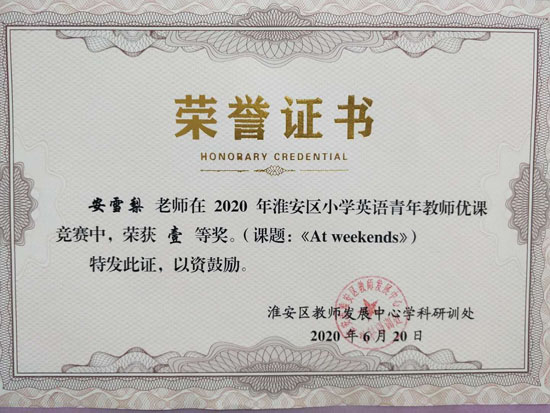 荣誉证书
HONORARY CREDENTIAL
安雪梨 老师在 2020 年淮安区小学英语青年教师优课
竞赛中，荣获 壹 等奖。（课题：《At weekends》）
特发此证，以资鼓励。
淮安区教师发展中心学科研训处
2020 年 6 月 20 日